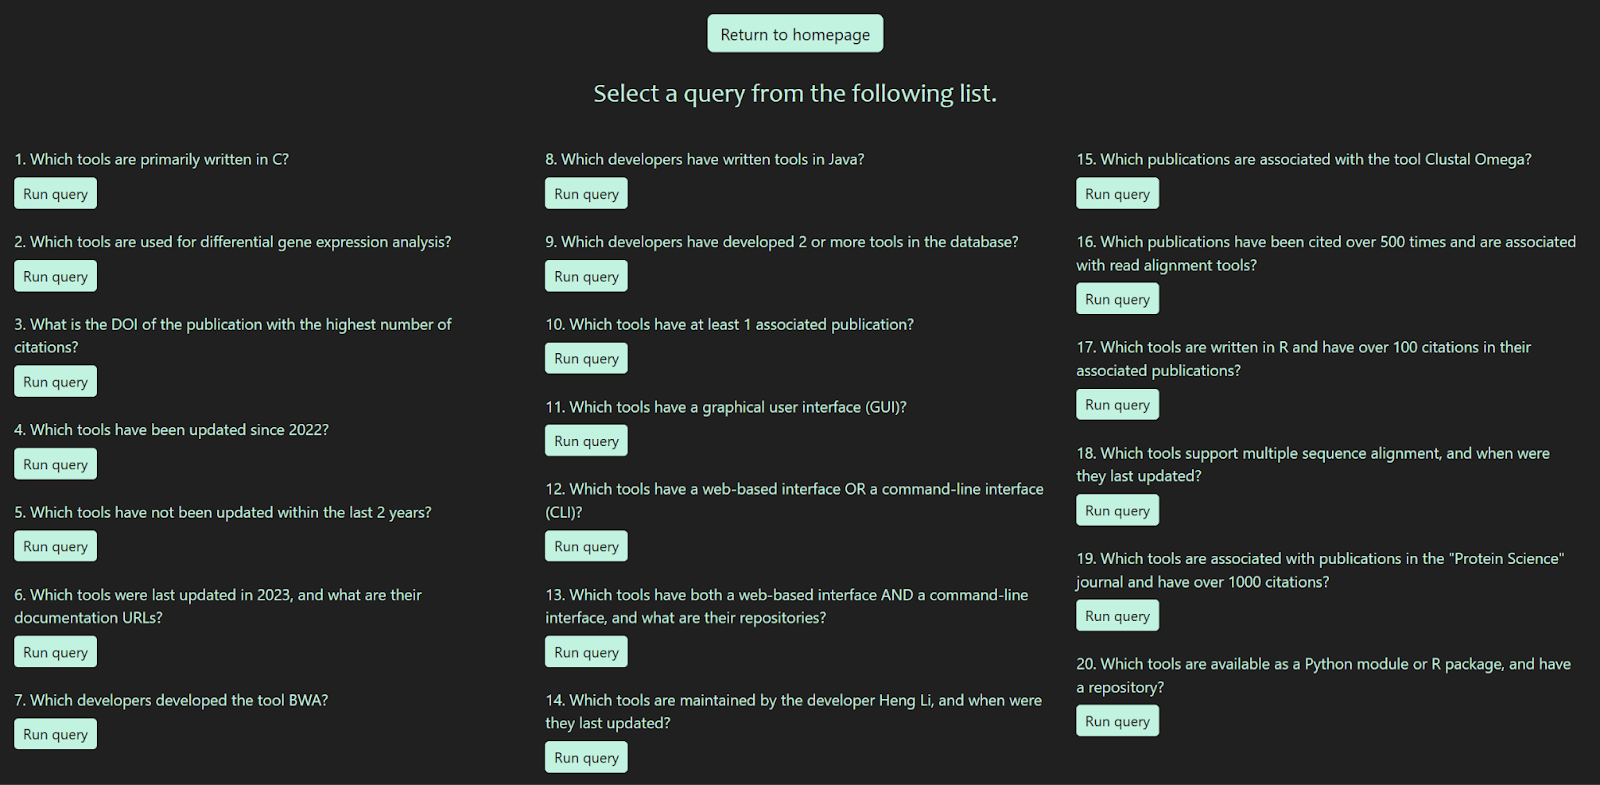 Return to homepage
Select a query from the following list.
1. Which tools are primarily written in C?
Run query
2. Which tools are used for differential gene expression analysis?
Run query
3. What is the DOI of the publication with the highest number of
citations?
Run query
4. Which tools have been updated since 2022?
Run query
5. Which tools have not been updated within the last 2 years?
Run query
6. Which tools were last updated in 2023, and what are their
documentation URLs?
Run query
7. Which developers developed the tool BWA?
Run query
8. Which developers have written tools in Java?
Run query
9. Which developers have developed 2 or more tools in the database?
Run query
10. Which tools have at least 1 associated publication?
Run query
11. Which tools have a graphical user interface (GUI)?
Run query
12. Which tools have a web-based interface OR a command-line interface
(CLI)?
Run query
13. Which tools have both a web-based interface AND a command-line
interface, and what are their repositories?
Run query
14. Which tools are maintained by the developer Heng Li, and when were
they last updated?
Run query
15. Which publications are associated with the tool Clustal Omega?
Run query
16. Which publications have been cited over 500 times and are associated
with read alignment tools?
Run query
17. Which tools are written in R and have over 100 citations in their
associated publications?
Run query
18. Which tools support multiple sequence alignment, and when were
they last updated?
Run query
19. Which tools are associated with publications in the "Protein Science"
journal and have over 1000 citations?
Run query
20. Which tools are available as a Python module or R package, and have
a repository?
Run query